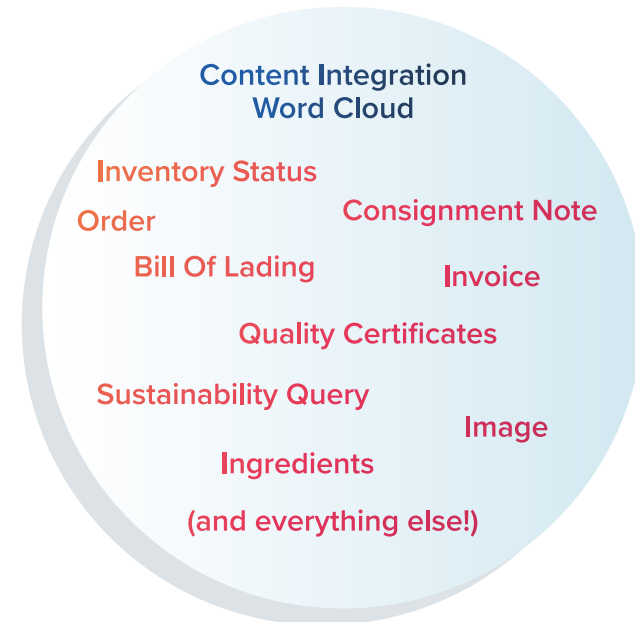 Content Integration
Word Cloud
Inventory Status
Consignment Note
Order
Bill Of Lading
Invoice
Quality Certificates
Sustainability Query
Image
Ingredients
(and everything else!)